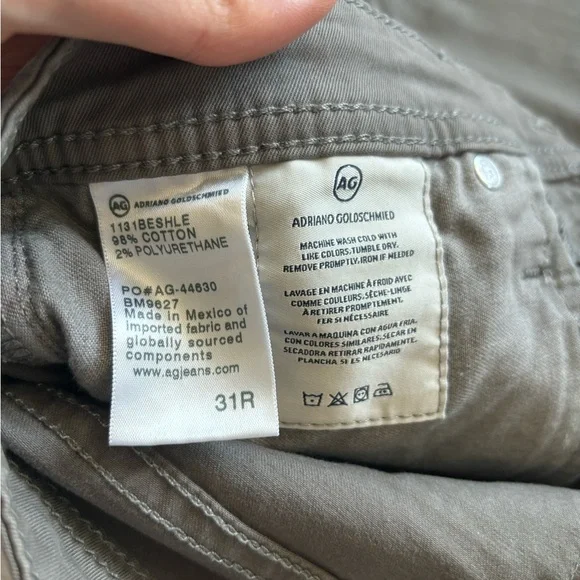 AG ADRIANO GOLDSCHMIED
1131BESHLE
98% COTTON
2% POLYURETHANE
PO#AG-44630
BM9627
Made in Mexico of
imported fabric and
globally sourced
components
www.agjeans.com
31R
AG
ADRIANO GOLDSCHMIED
MACHINE WASH COLD WITH
LIKE COLORS. TUMBLE DRY.
REMOVE PROMPTLY, IRON IF NEEDED
LAVAGE EN MACHINE À FROID AVEC
COMME COULEURS. SÈCHE-LINGE
À RETIRER PROMPTEMENT.
FER SI NÉCESSAIRE
LAVAR A MAQUINA CON AGUA FRIA.
CON COLORES SIMILARES. SECAR EN
SECADORA RETIRAR RAPIDAMENTE.
PLANCHA SI ES NECESARIO